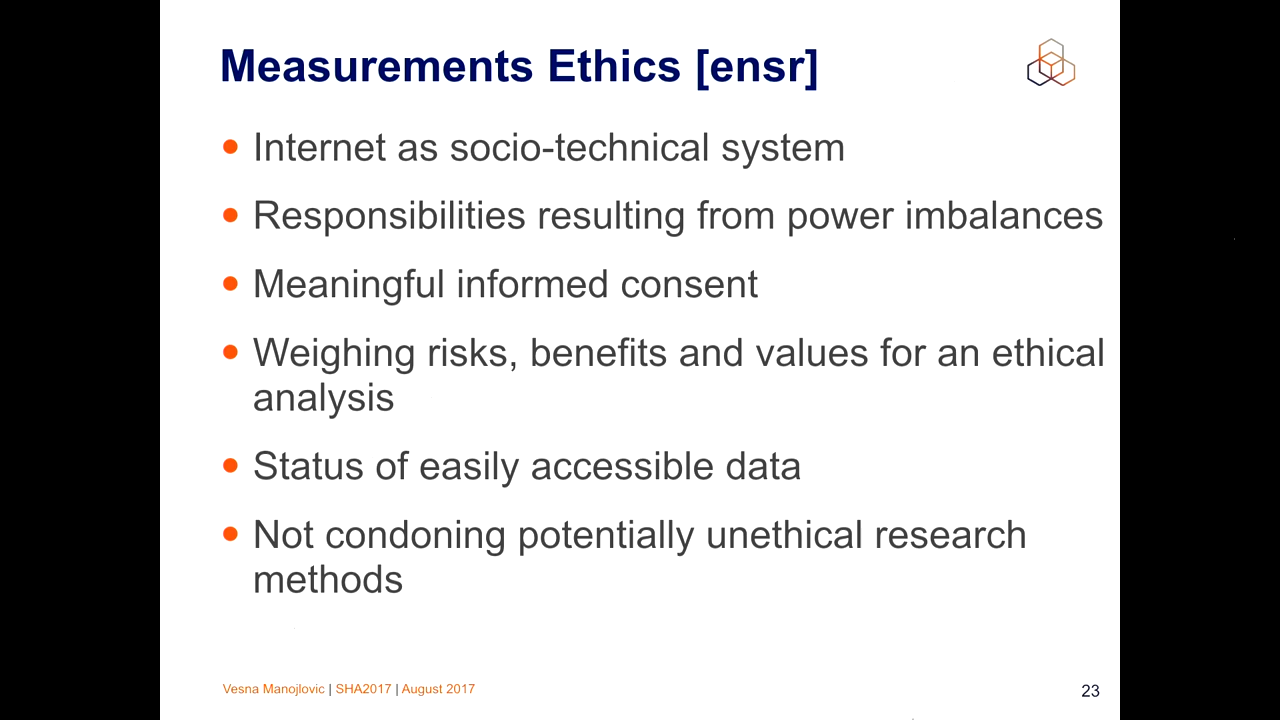 Measurements Ethics [ensr]
Internet as socio-technical system
Responsibilities resulting from power imbalances
Meaningful informed consent
Weighing risks, benefits and values for an ethical
analysis
Status of easily accessible data
Not condoning potentially unethical research
methods
Vesna Manojlovic | SHA2017 | August 2017
23